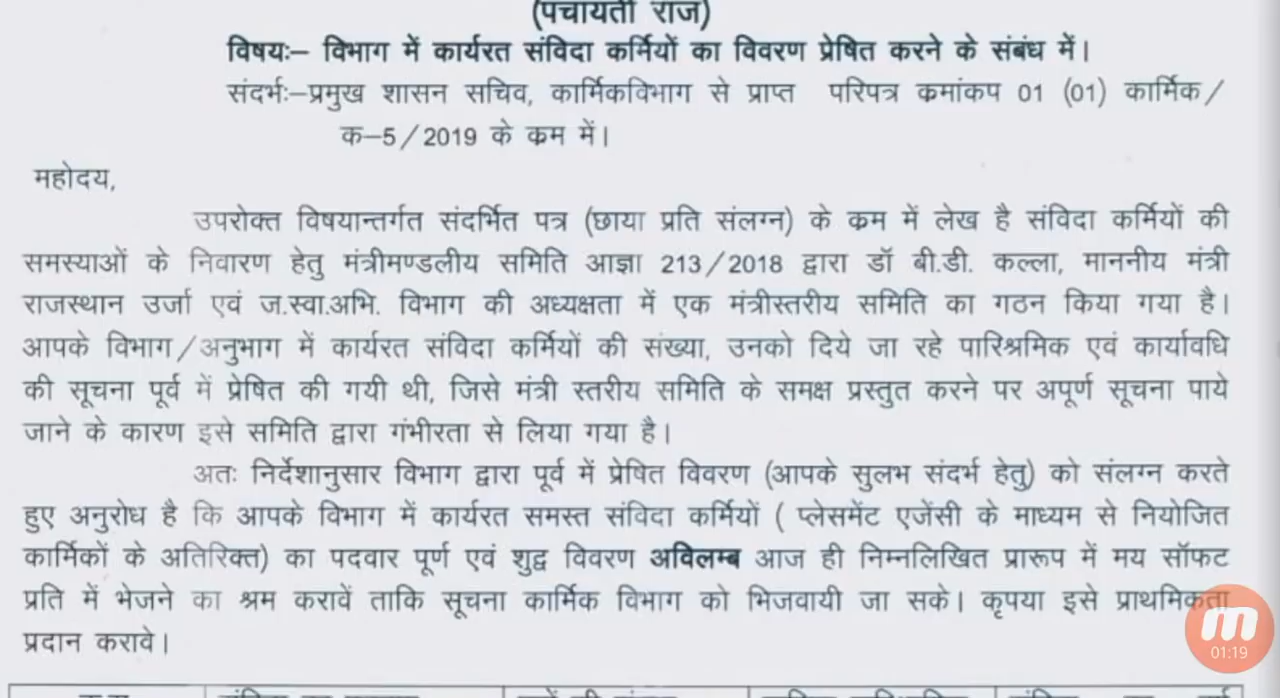 (पंचायती राज)
विषयः– विभाग में कार्यरत संविदा कर्मियों का विवरण प्रेषित करने के संबंध में।
संदर्भः–प्रमुख शासन सचिव, कार्मिकविभाग से प्राप्त परिपत्र कमांकप 01 (01) कार्मिक/
क–5/2019 के कम में।
महोदय,
उपरोक्त विषयान्तर्गत संदर्भित पत्र (छाया प्रति संलग्न) के कम में लेख है संविदा कर्मियों की
समस्याओं के निवारण हेतु मंत्रीमण्डलीय समिति आज्ञा 213/2018 द्वारा डॉ बी.डी. कल्ला, माननीय मंत्री
राजस्थान उर्जा एवं ज.स्वा.अभि. विभाग की अध्यक्षता में एक मंत्रीस्तरीय समिति का गठन किया गया है।
आपके विभाग/अनुभाग में कार्यरत संविदा कर्मियों की संख्या, उनको दिये जा रहे पारिश्रमिक एवं कार्यावधि
की सूचना पूर्व में प्रेषित की गयी थी, जिसे मंत्री स्तरीय समिति के समक्ष प्रस्तुत करने पर अपूर्ण सूचना पाये
जाने के कारण इसे समिति द्वारा गंभीरता से लिया गया है।
अतः निर्देशानुसार विभाग द्वारा पूर्व में प्रेषित विवरण (आपके सुलभ संदर्भ हेतु) को संलग्न करते
हुए अनुरोध है कि आपके विभाग में कार्यरत समस्त संविदा कर्मियों ( प्लेसमेंट एजेंसी के माध्यम से नियोजित
कार्मिकों के अतिरिक्त) का पदवार पूर्ण एवं शुद्व विवरण अविलम्ब आज ही निम्नलिखित प्रारूप में मय सॉफट
प्रति में भेजने का श्रम करावें ताकि सूचना कार्मिक विभाग को भिजवायी जा सके। कृपया इसे प्राथमिकता
प्रदान करावे।
01:19